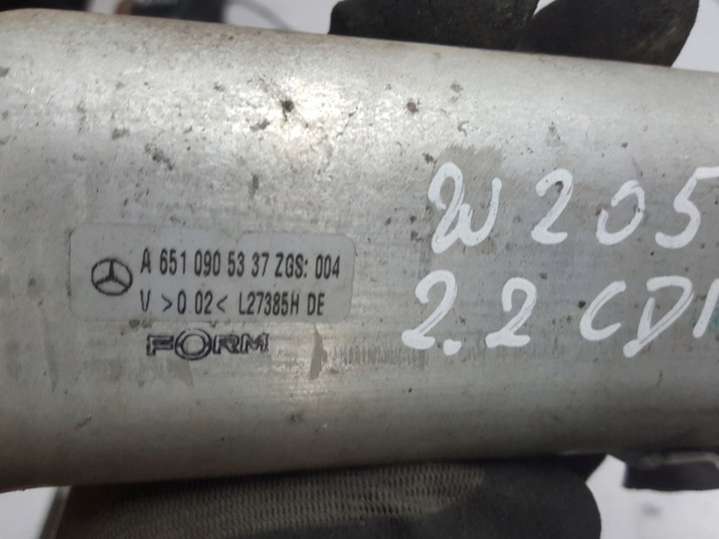 A 651 090 53 37 ZGS: 004
V >0 02< L27385H DE
FORM
W205
2.2 CDI